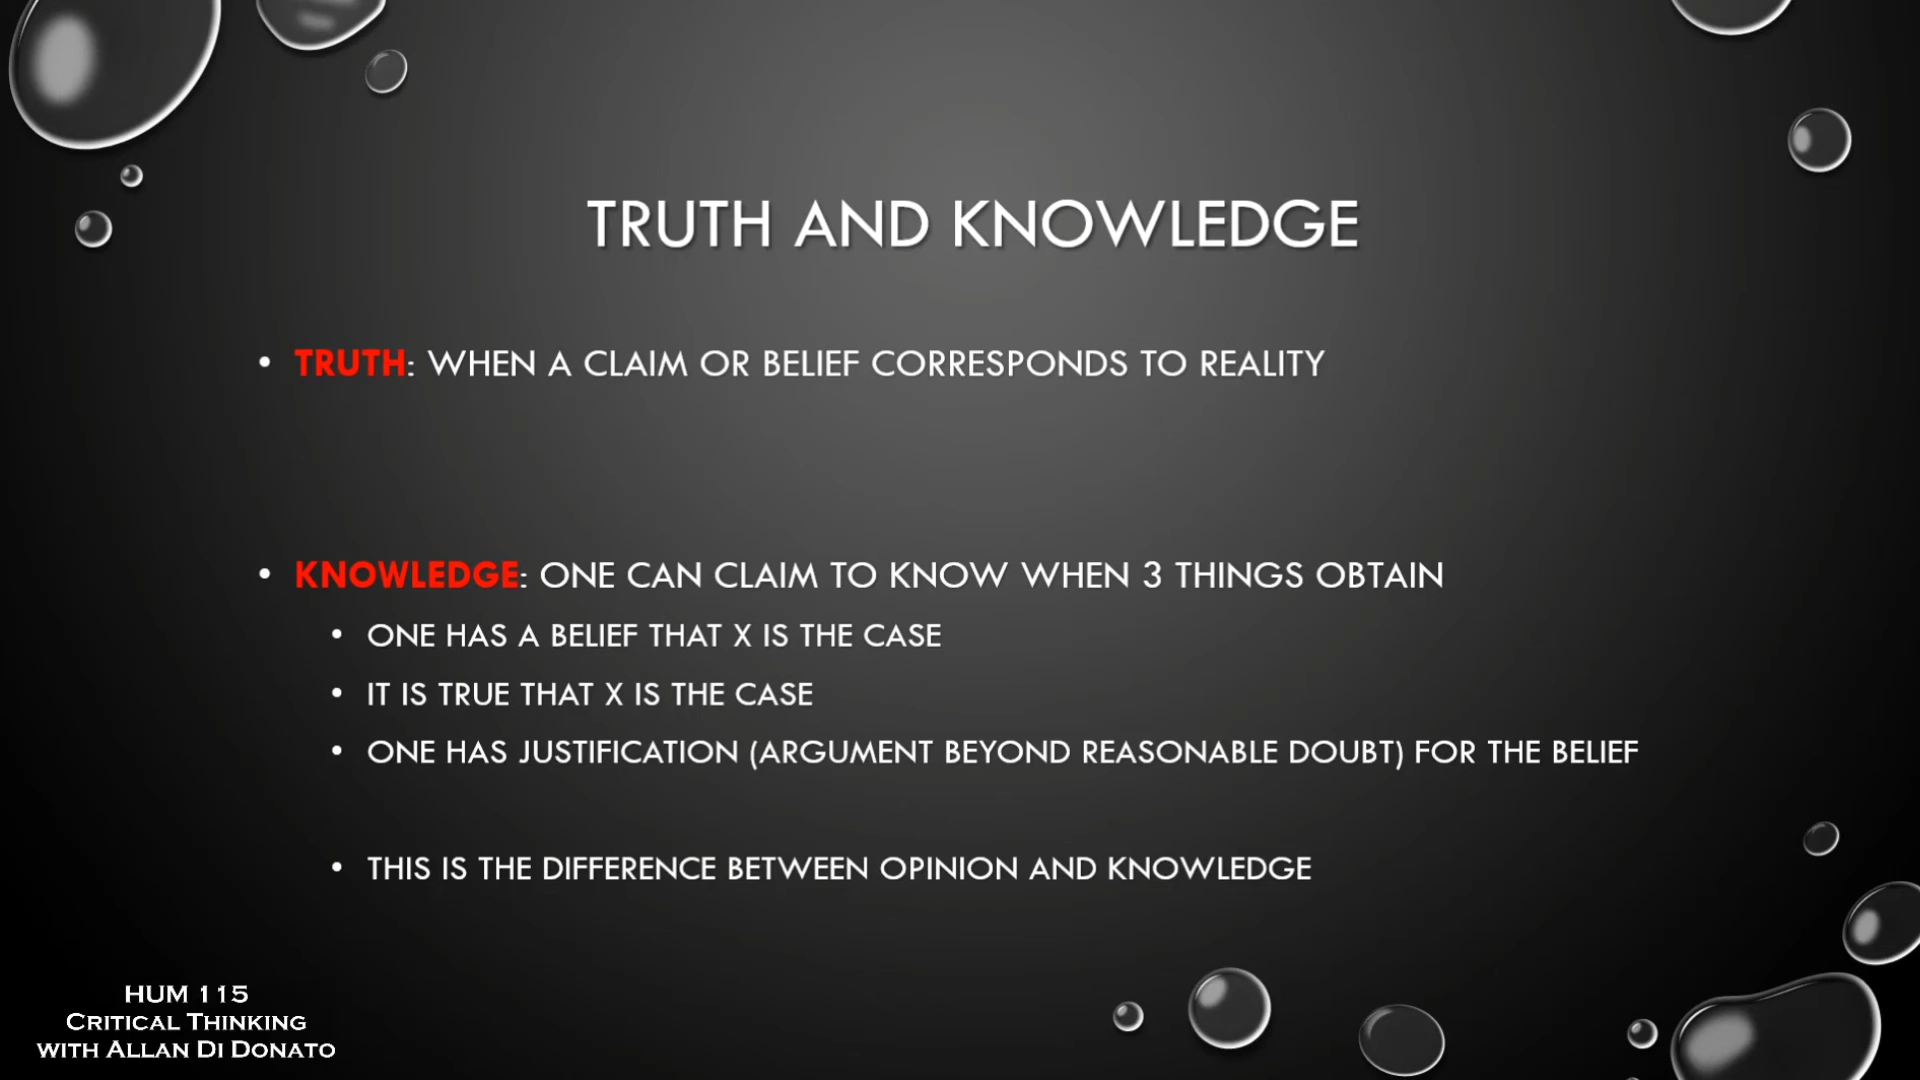 TRUTH AND KNOWLEDGE
• TRUTH: WHEN A CLAIM OR BELIEF CORRESPONDS TO REALITY
• KNOWLEDGE: ONE CAN CLAIM TO KNOW WHEN 3 THINGS OBTAIN
• ONE HAS A BELIEF THAT X IS THE CASE
• IT IS TRUE THAT X IS THE CASE
• ONE HAS JUSTIFICATION (ARGUMENT BEYOND REASONABLE DOUBT) FOR THE BELIEF
• THIS IS THE DIFFERENCE BETWEEN OPINION AND KNOWLEDGE
HUM 115
CRITICAL THINKING
WITH ALLAN DI DONATO